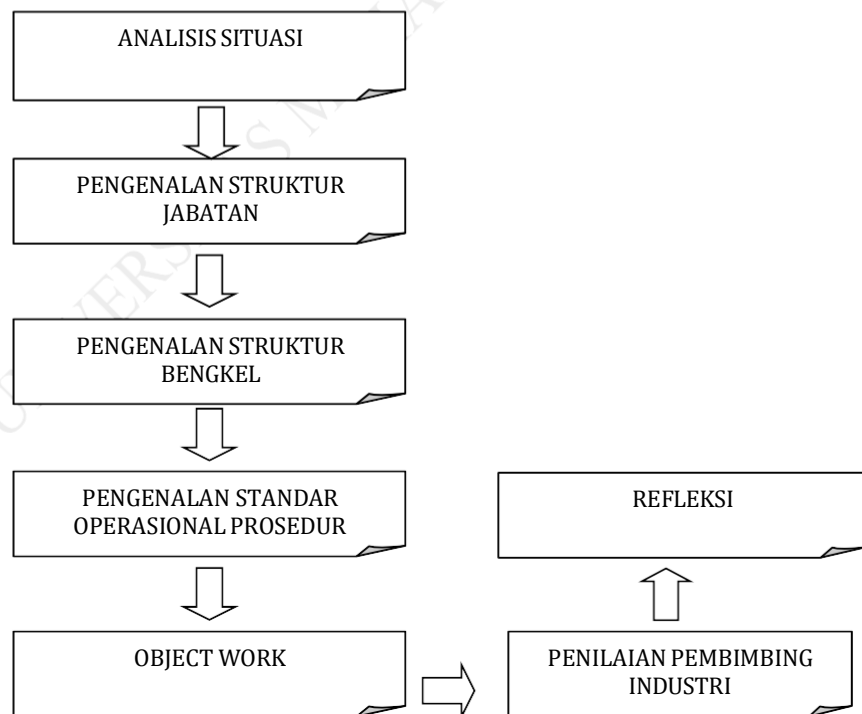 ANALISIS SITUASI
PENGENALAN STRUKTUR
JABATAN
PENGENALAN STRUKTUR
BENGKEL
PENGENALAN STANDAR
OPERASIONAL PROSEDUR
OBJECT WORK
PENILAIAN PEMBIMBING
INDUSTRI
REFLEKSI